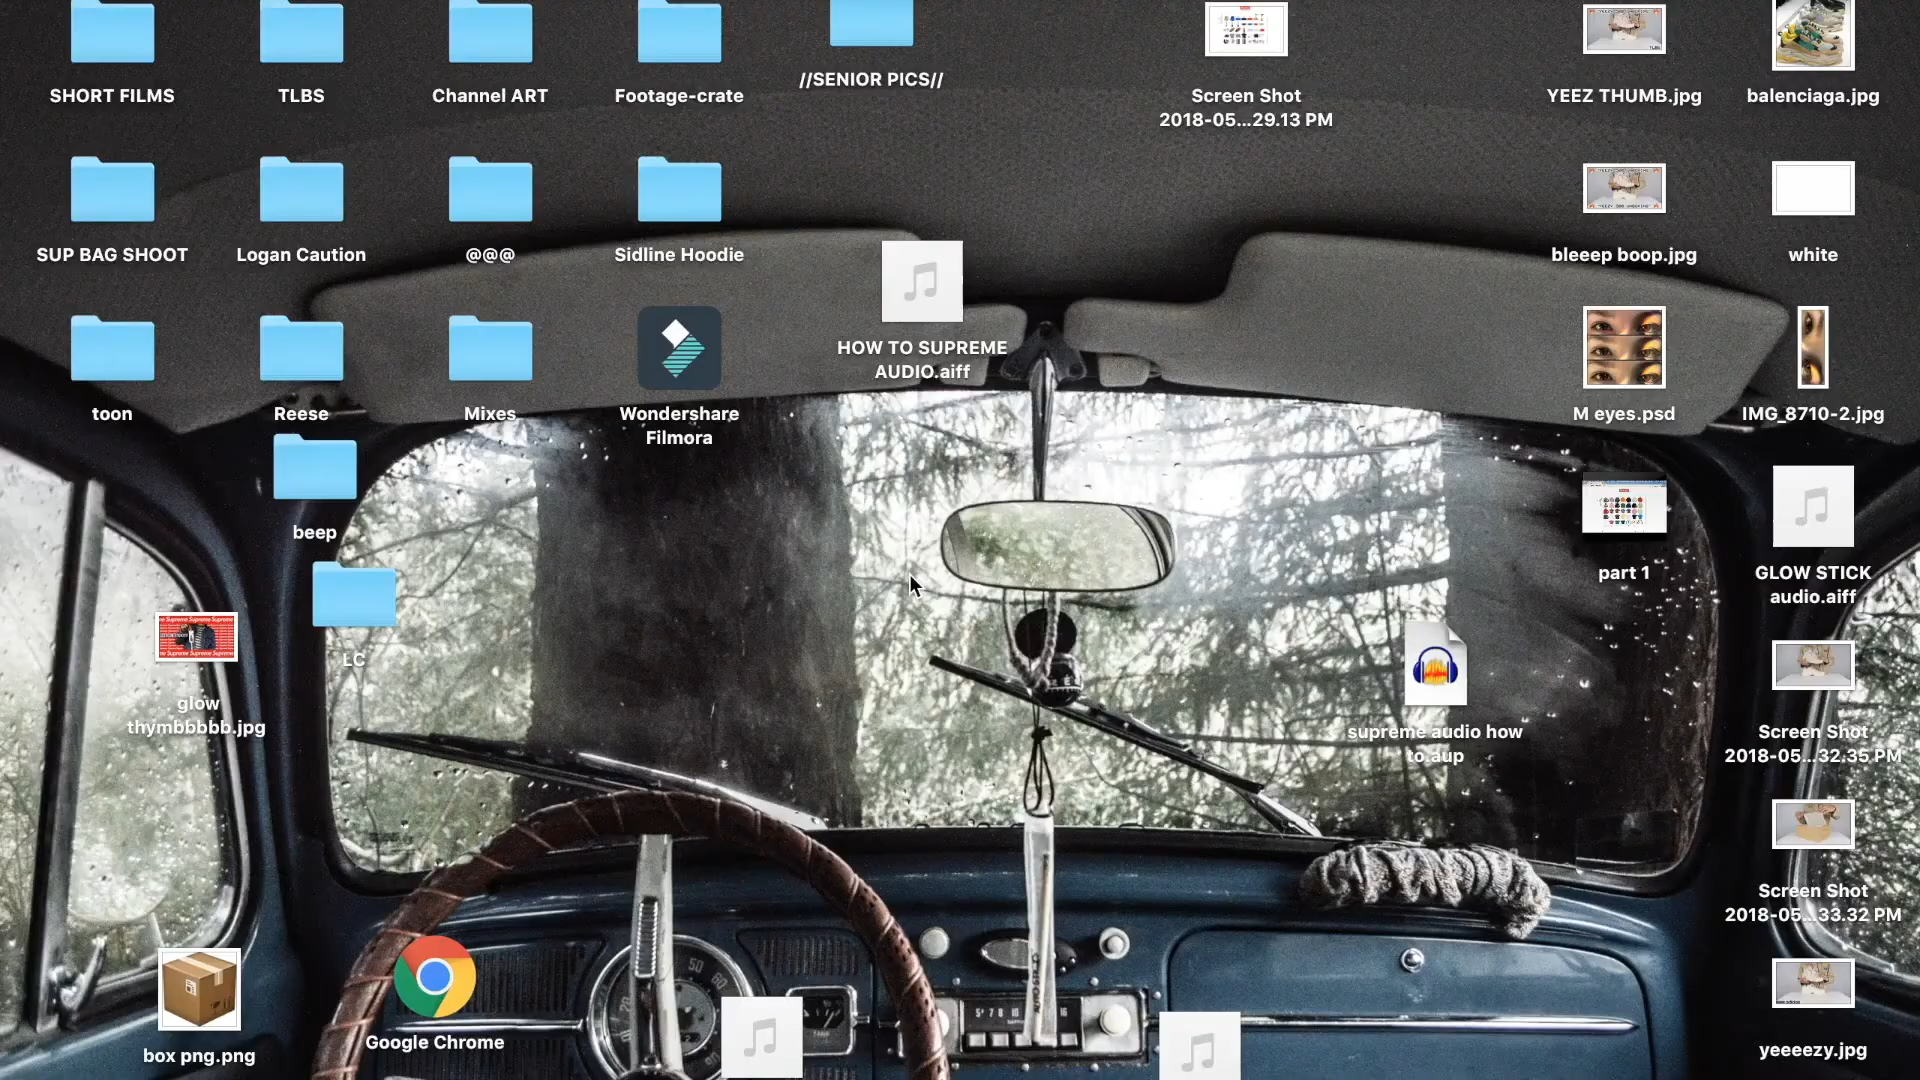 SHORT FILMS
TLBS
Channel ART
Footage-crate
//SENIOR PICS//
Screen Shot
2018-05...29.13 PM
YEEZ THUMB.jpg
balenciaga.jpg
SUP BAG SHOOT
Logan Caution
@@@
Sidline Hoodie
bleeep boop.jpg
white
HOW TO SUPREME
AUDIO.aiff
toon
Reese
Mixes
Wondershare
Filmora
M eyes.psd
IMG_8710-2.jpg
beep
part 1
GLOW STICK
audio.aiff
LC
glow
thymbbbbb.jpg
supreme audio how
to.aup
Screen Shot
2018-05...32.35 PM
Screen Shot
2018-05...33.32 PM
Google Chrome
box png.png
yeeeezy.jpg